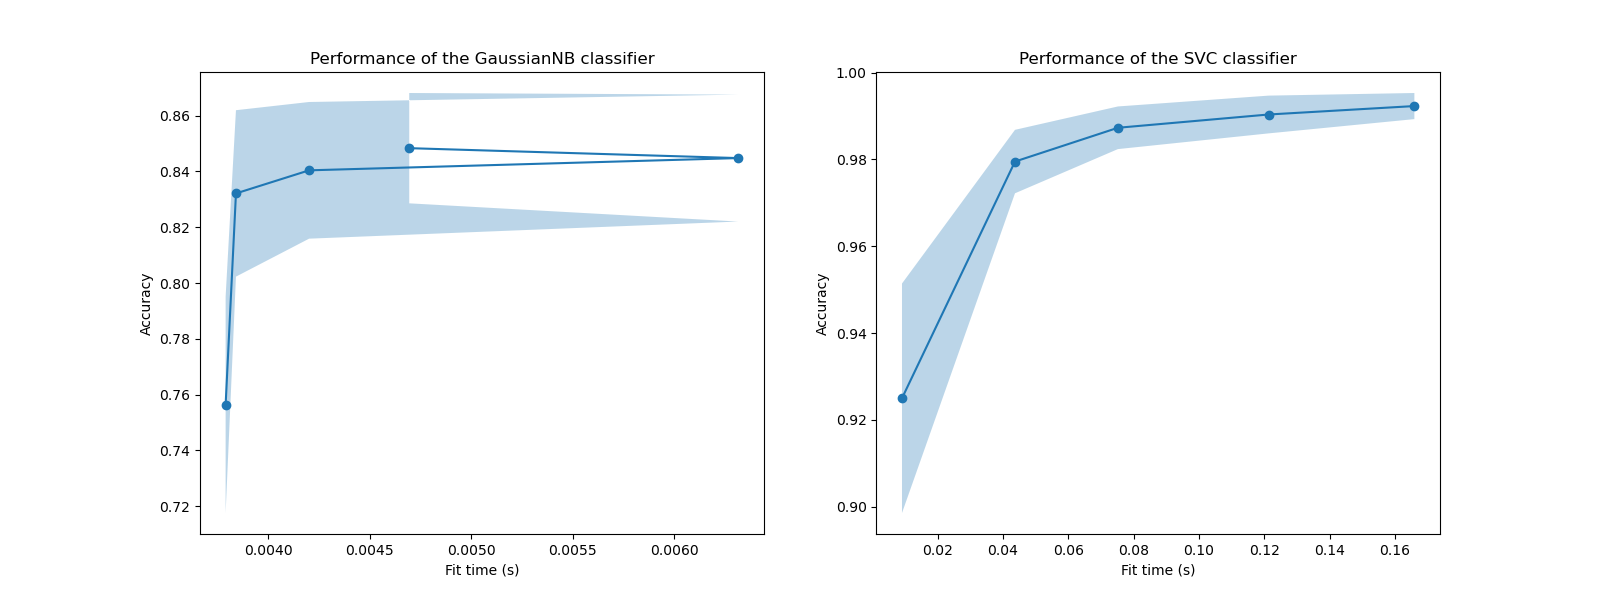 Performance of the GaussianNB classifier
0.86
0.84
0.82
0.80
0.78
0.76
0.74
0.72
Accuracy
0.0040 0.0045 0.0050 0.0055 0.0060
Fit time (s)
Performance of the SVC classifier
1.00
0.98
0.96
0.94
0.92
0.90
Accuracy
0.02 0.04 0.06 0.08 0.10 0.12 0.14 0.16
Fit time (s)